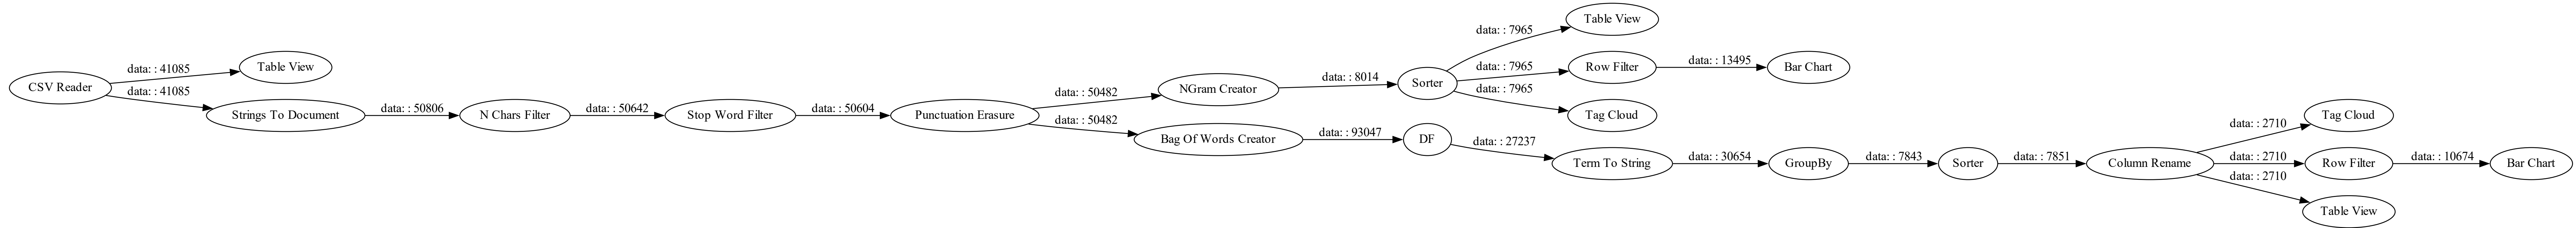 CSV Reader
data: : 41085
data: : 41085
Table View
Strings To Document
data: : 50806
N Chars Filter
data: : 50642
Stop Word Filter
data: : 50604
Punctuation Erasure
data: : 50482
data: : 50482
NGram Creator
data: : 8014
Sorter
data: : 7965
data: : 7965
data: : 7965
Table View
Row Filter
data: : 13495
Bar Chart
Tag Cloud
Bag Of Words Creator
data: : 93047
DF
data: : 27237
Term To String
data: : 30654
GroupBy
data: : 7843
Sorter
data: : 7851
Column Rename
data: : 2710
data: : 2710
data: : 2710
Tag Cloud
Row Filter
data: : 10674
Bar Chart
Table View